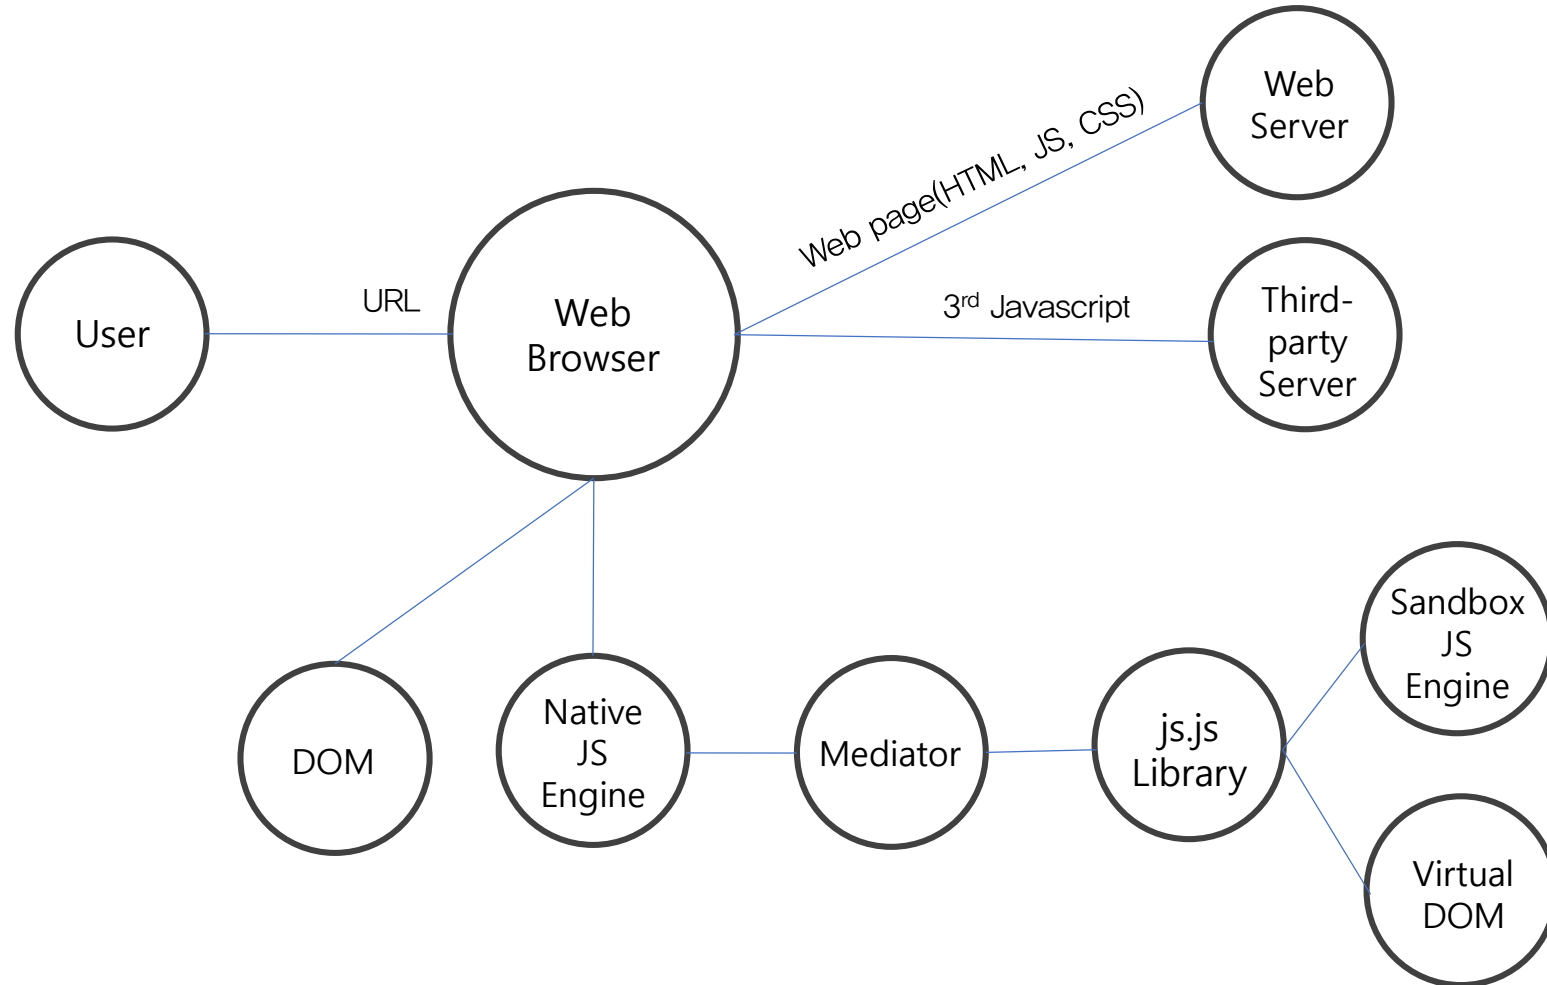 Web
Server
Web page(HTML, JS, CSS)
User
URL
Web
Browser
3rd Javascript
Third-
party
Server
DOM
Native
JS
Engine
Mediator
js.js
Library
Sandbox
JS
Engine
Virtual
DOM